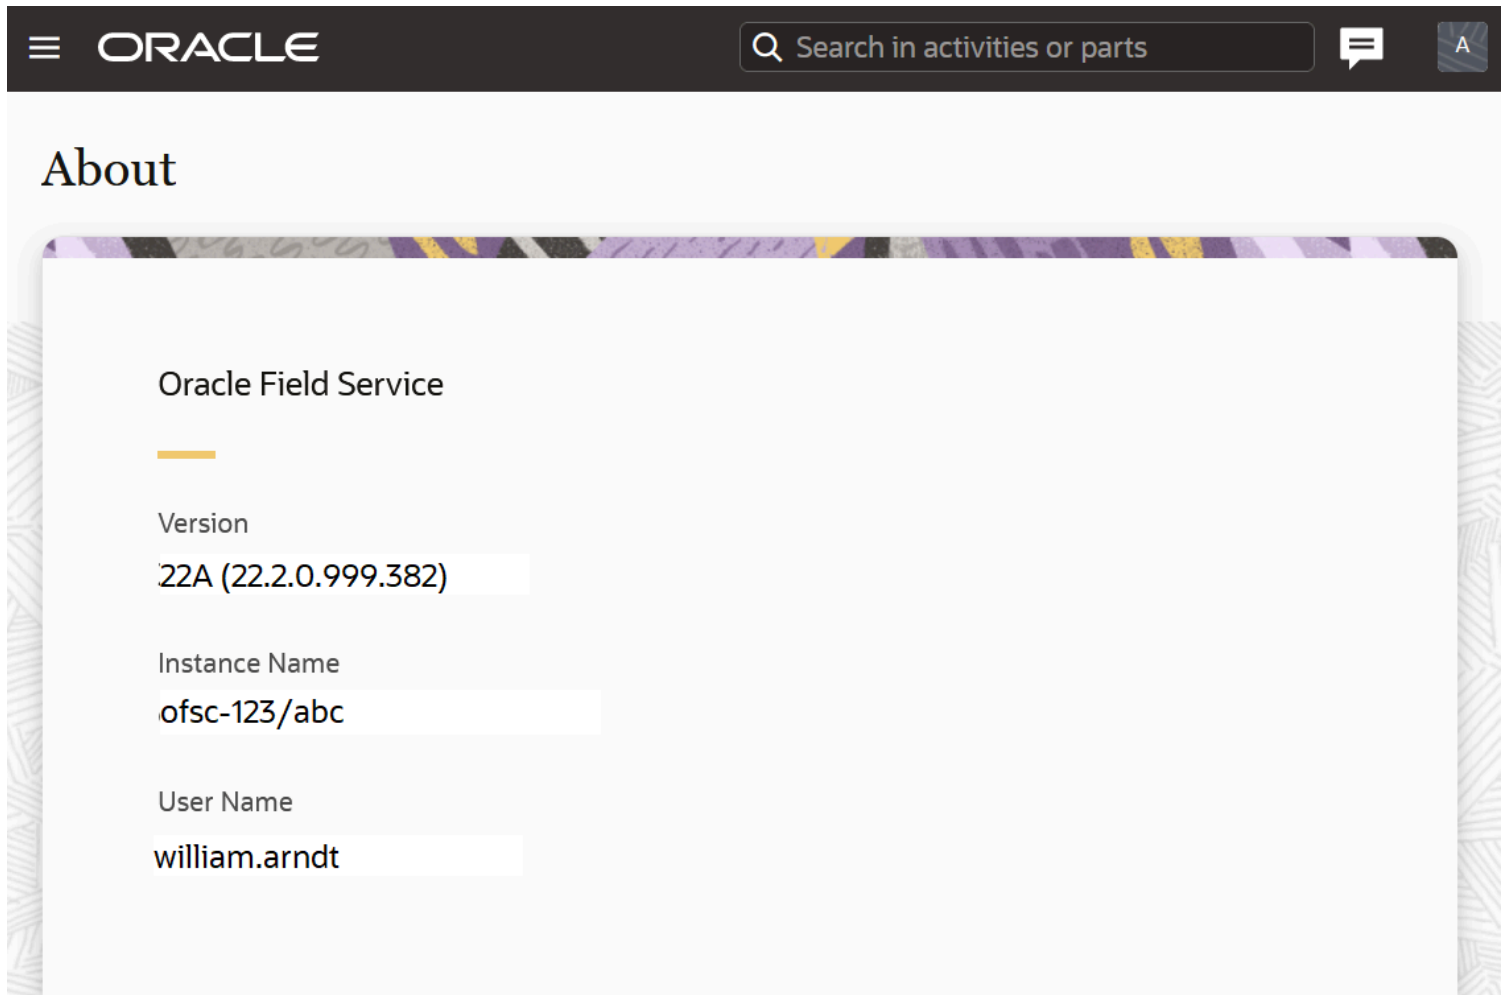 ORACLE
Search in activities or parts
A
About
Oracle Field Service
Version
22A (22.2.0.999.382)
Instance Name
ofsc-123/abc
User Name
william.arndt